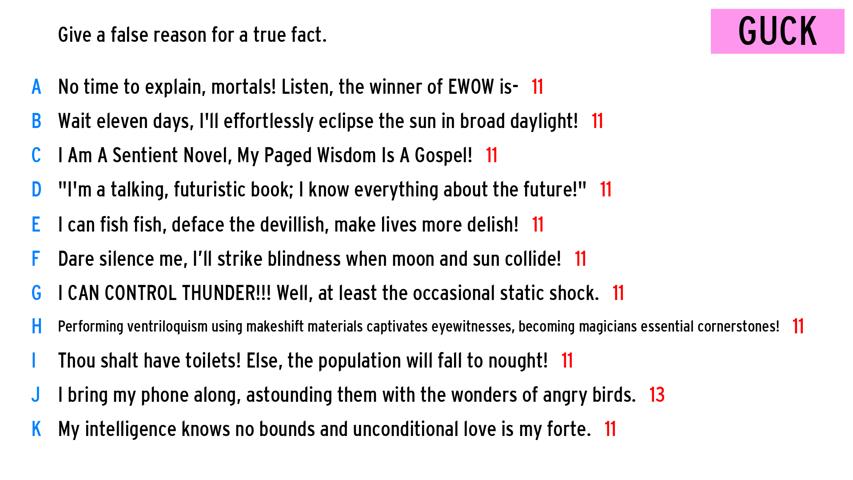 Give a false reason for a true fact.
GUCK
A No time to explain, mortals! Listen, the winner of EWOW is- 11
B Wait eleven days, I'll effortlessly eclipse the sun in broad daylight! 11
C I Am A Sentient Novel, My Paged Wisdom Is A Gospel! 11
D "I'm a talking, futuristic book; I know everything about the future!" 11
E I can fish fish, deface the devillish, make lives more delish! 11
F Dare silence me, I’ll strike blindness when moon and sun collide! 11
G I CAN CONTROL THUNDER!!! Well, at least the occasional static shock. 11
H Performing ventriloquism using makeshift materials captivates eyewitnesses, becoming magicians essential cornerstones! 11
I Thou shalt have toilets! Else, the population will fall to nought! 11
J I bring my phone along, astounding them with the wonders of angry birds. 13
K My intelligence knows no bounds and unconditional love is my forte. 11